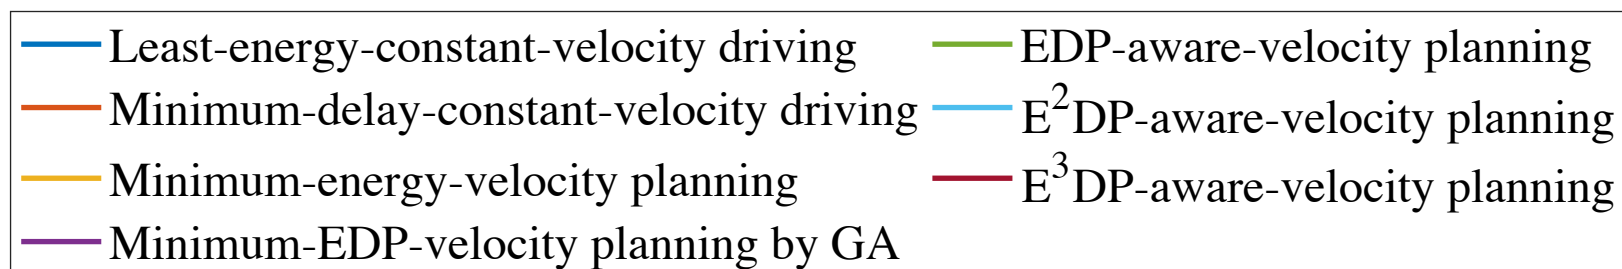 Least-energy-constant-velocity driving
Minimum-delay-constant-velocity driving
Minimum-energy-velocity planning
Minimum-EDP-velocity planning by GA
EDP-aware-velocity planning
E²DP-aware-velocity planning
E³DP-aware-velocity planning